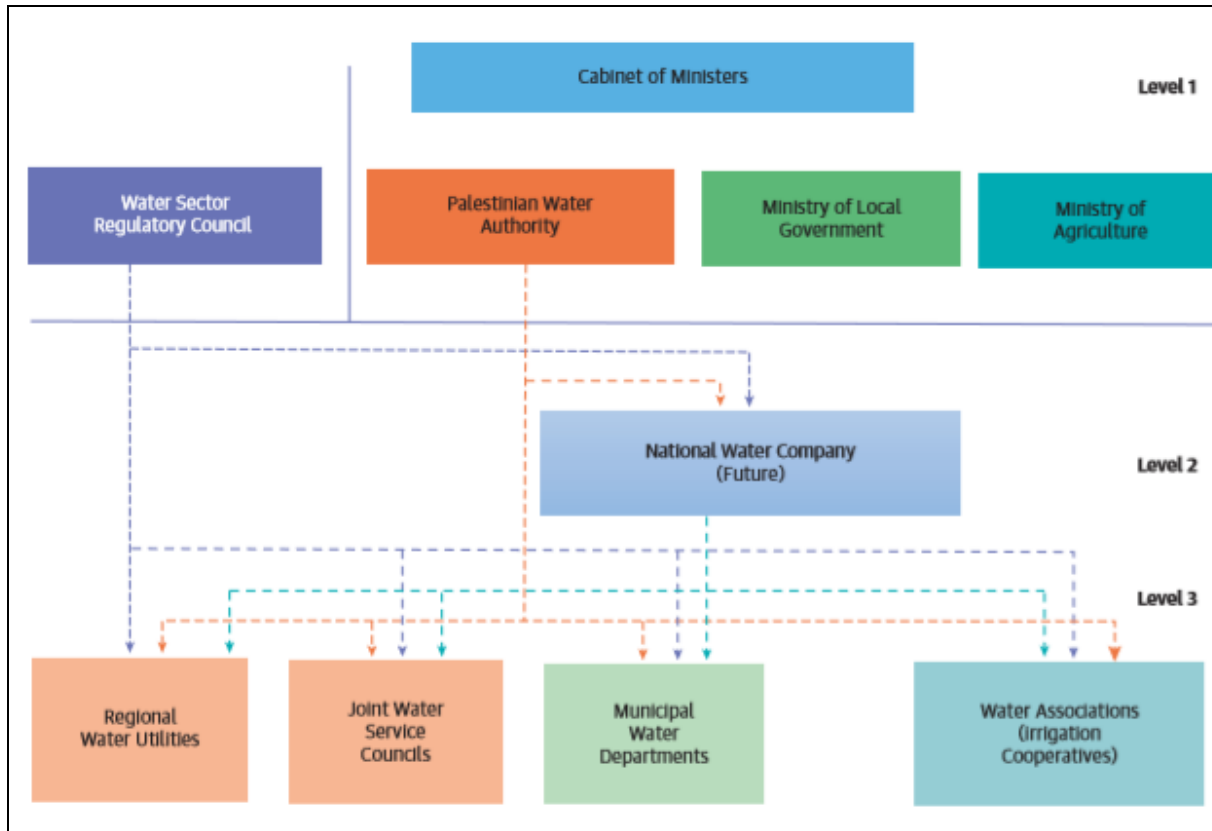 Cabinet of Ministers
Level 1
Water Sector
Regulatory Council
Palestinian Water
Authority
Ministry of Local
Government
Ministry of
Agriculture
National Water Company
(Future)
Level 2
Level 3
Regional
Water Utilities
Joint Water
Service
Councils
Municipal
Water
Departments
Water Associations
(Irrigation
Cooperatives)